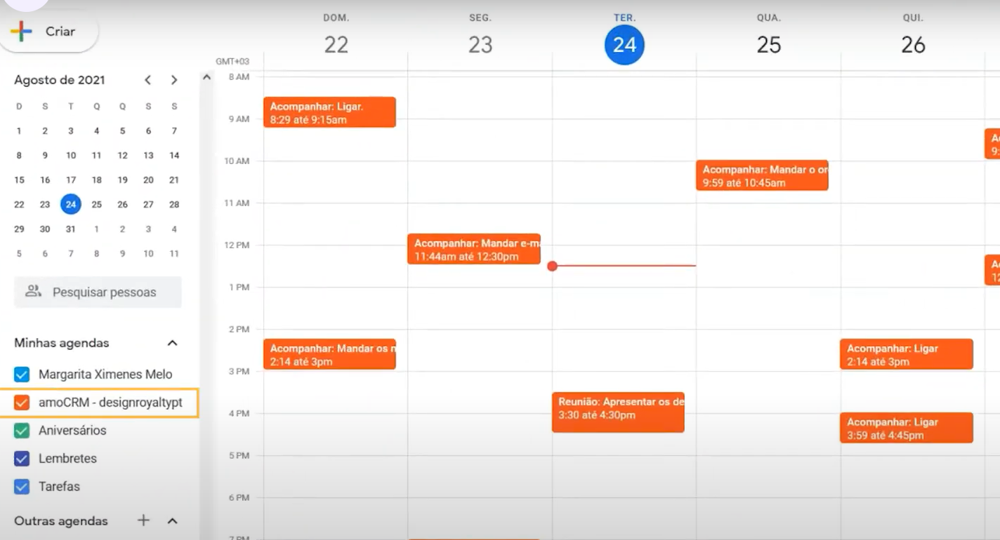 Criar
DOM.
SEG.
TER.
QUA.
QUI.
22
23
24
25
26
GMT+03
Agosto de 2021
D S T Q Q S S
1 2 3 4 5 6 7
8 9 10 11 12 13 14
15 16 17 18 19 20 21
22 23 24 25 26 27 28
29 30 31 1 2 3 4
5 6 7 8 9 10 11
Pesquisar pessoas
Minhas agendas
Margarita Ximenes Melo
amoCRM - designroyaltypt
Aniversários
Lembretes
Tarefas
Outras agendas
8 AM
9 AM
10 AM
11 AM
12 PM
1 PM
2 PM
3 PM
4 PM
5 PM
6 PM
7 PM
Acompanhar: Ligar.
8:29 até 9:15am
Acompanhar: Mandar os
2:14 até 3pm
Acompanhar: Mandar e-ma
11:44am até 12:30pm
Reunião: Apresentar os de
3:30 até 4:30pm
Acompanhar: Mandar o or
9:59 até 10:45am
Acompanhar: Ligar
2:14 até 3pm
Acompanhar: Ligar
3:59 até 4:45pm
9:
12